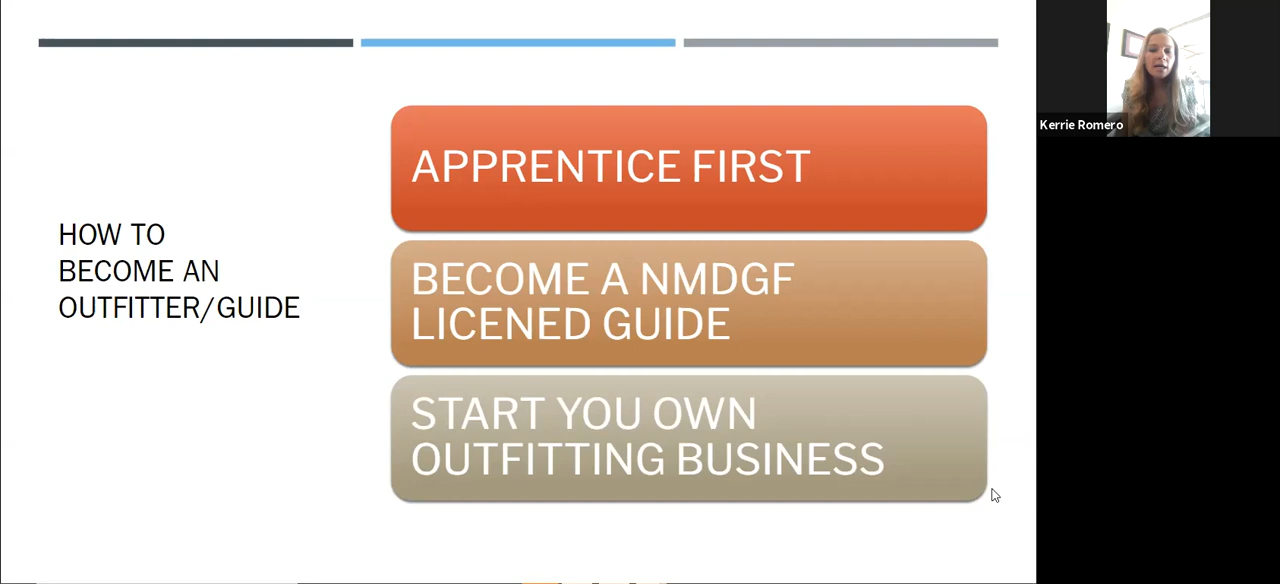 HOW TO
BECOME AN
OUTFITTER/GUIDE
APPRENTICE FIRST
BECOME A NMDGF
LICENED GUIDE
START YOU OWN
OUTFITTING BUSINESS
Kerrie Romero